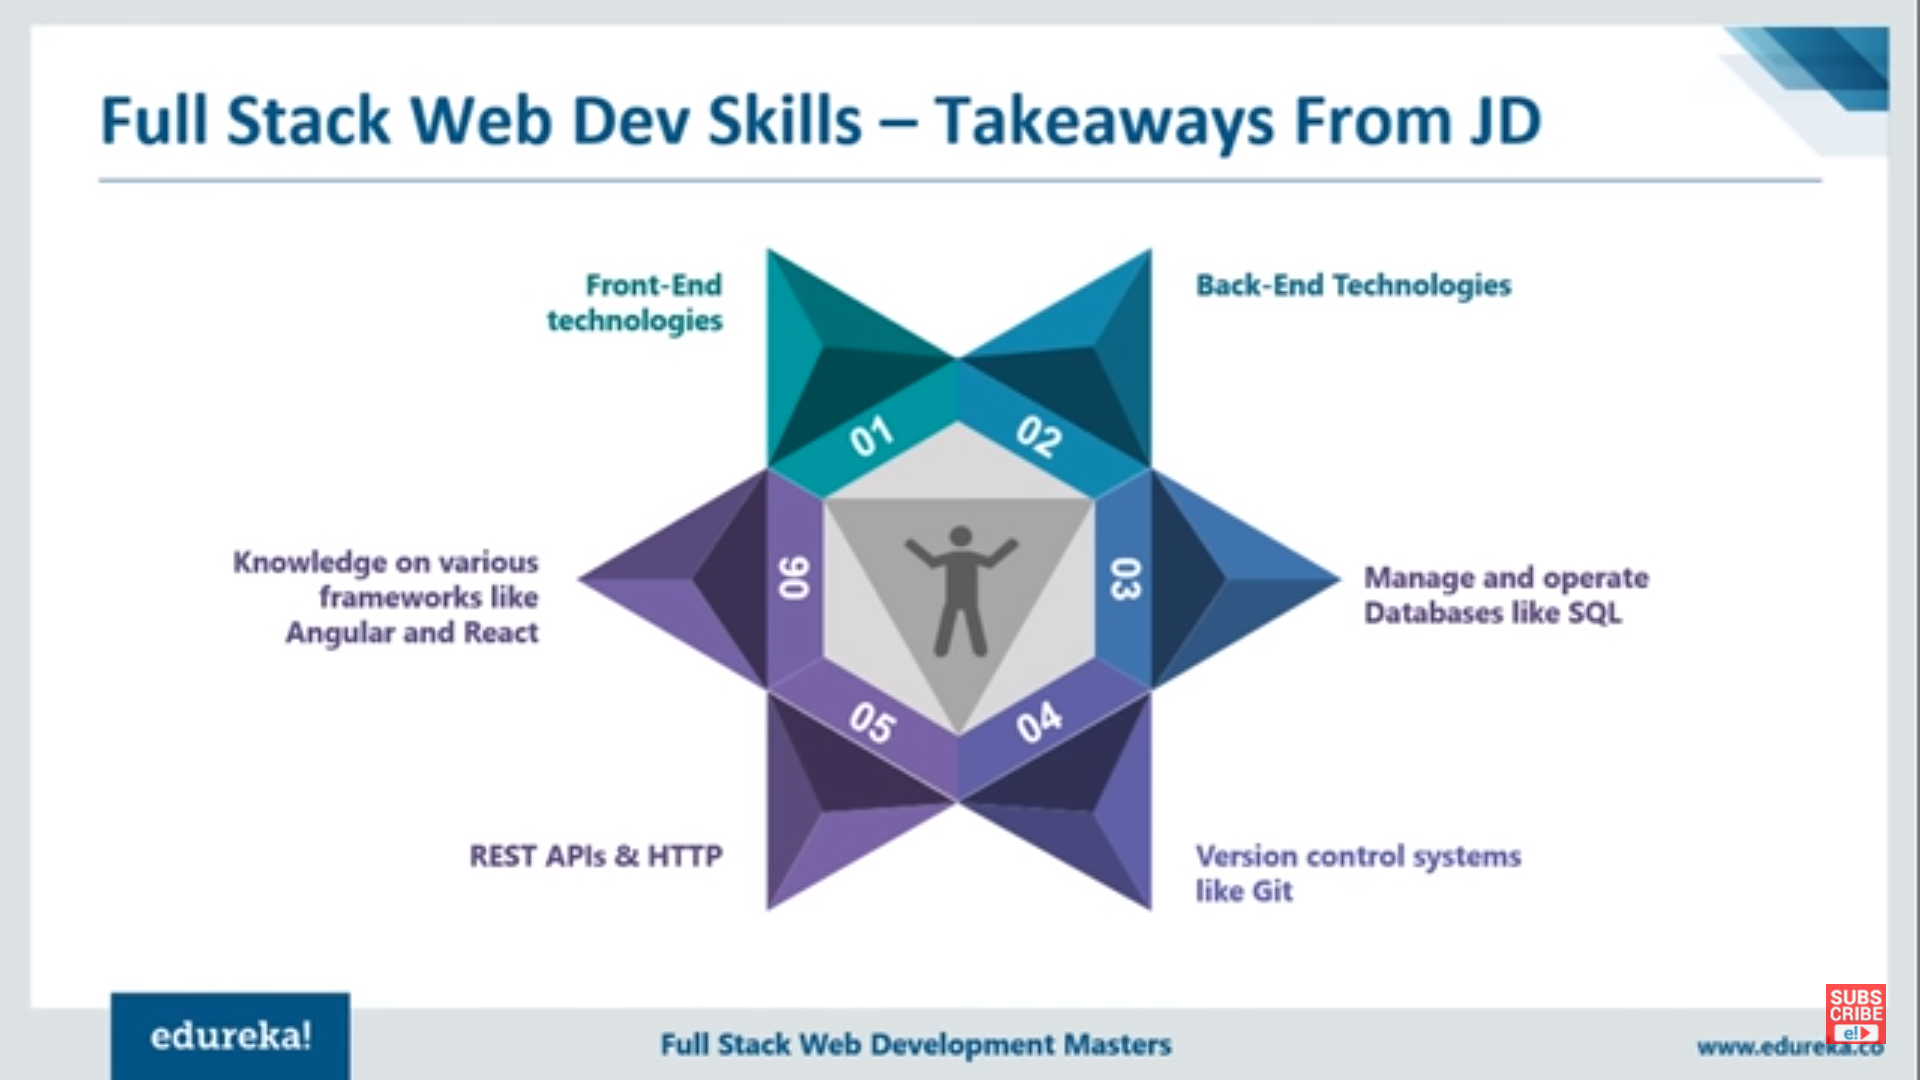 Full Stack Web Dev Skills – Takeaways From JD
Front-End
technologies
Back-End Technologies
01
02
Knowledge on various
frameworks like
Angular and React
06
03
Manage and operate
Databases like SQL
05
04
REST APIs & HTTP
Version control systems
like Git
edureka!
Full Stack Web Development Masters
www.edureka.co
SUBS
CRIBE
e!